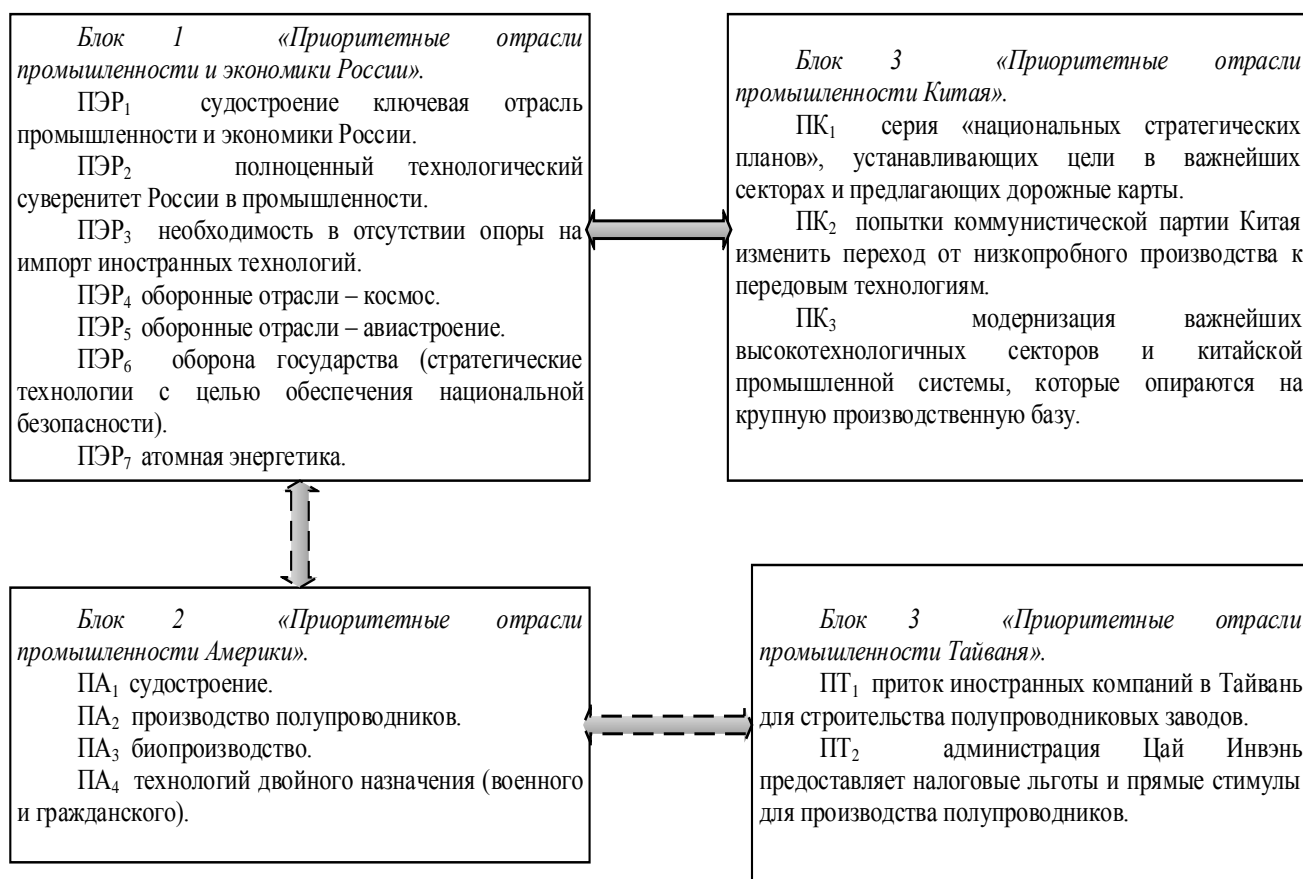 Блок 1 «Приоритетные отрасли
промышленности и экономики России».
ПЭР₁ судостроение ключевая отрасль
промышленности и экономики России.
ПЭР₂ полноценный технологический
суверенитет России в промышленности.
ПЭР₃ необходимость в отсутствии опоры на
импорт иностранных технологий.
ПЭР₄ оборонные отрасли – космос.
ПЭР₅ оборонные отрасли – авиастроение.
ПЭР₆ оборона государства (стратегические
технологии с целью обеспечения национальной
безопасности).
ПЭР₇ атомная энергетика.
Блок 3 «Приоритетные отрасли
промышленности Китая».
ПК₁ серия «национальных стратегических
планов», устанавливающих цели в важнейших
секторах и предлагающих дорожные карты.
ПК₂ попытки коммунистической партии Китая
изменить переход от низкопробного производства к
передовым технологиям.
ПК₃ модернизация важнейших
высокотехнологичных секторов и китайской
промышленной системы, которые опираются на
крупную производственную базу.
Блок 2 «Приоритетные отрасли
промышленности Америки».
ПА₁ судостроение.
ПА₂ производство полупроводников.
ПА₃ биопроизводство.
ПА₄ технологий двойного назначения (военного
и гражданского).
Блок 3 «Приоритетные отрасли
промышленности Тайваня».
ПТ₁ приток иностранных компаний в Тайвань
для строительства полупроводниковых заводов.
ПТ₂ администрация Цай Инвэнь
предоставляет налоговые льготы и прямые стимулы
для производства полупроводников.